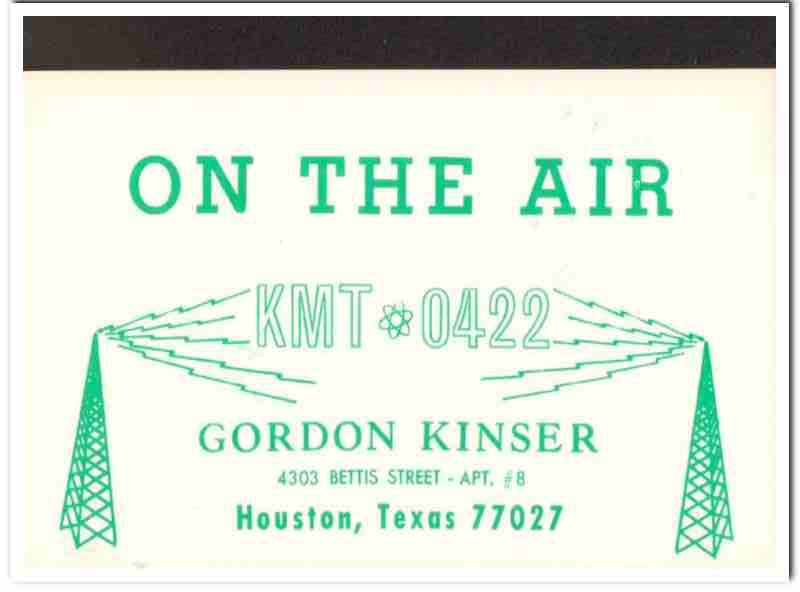 ON THE AIR
KMT 0422
GORDON KINSER
4303 BETTIS STREET - APT. #8
Houston, Texas 77027